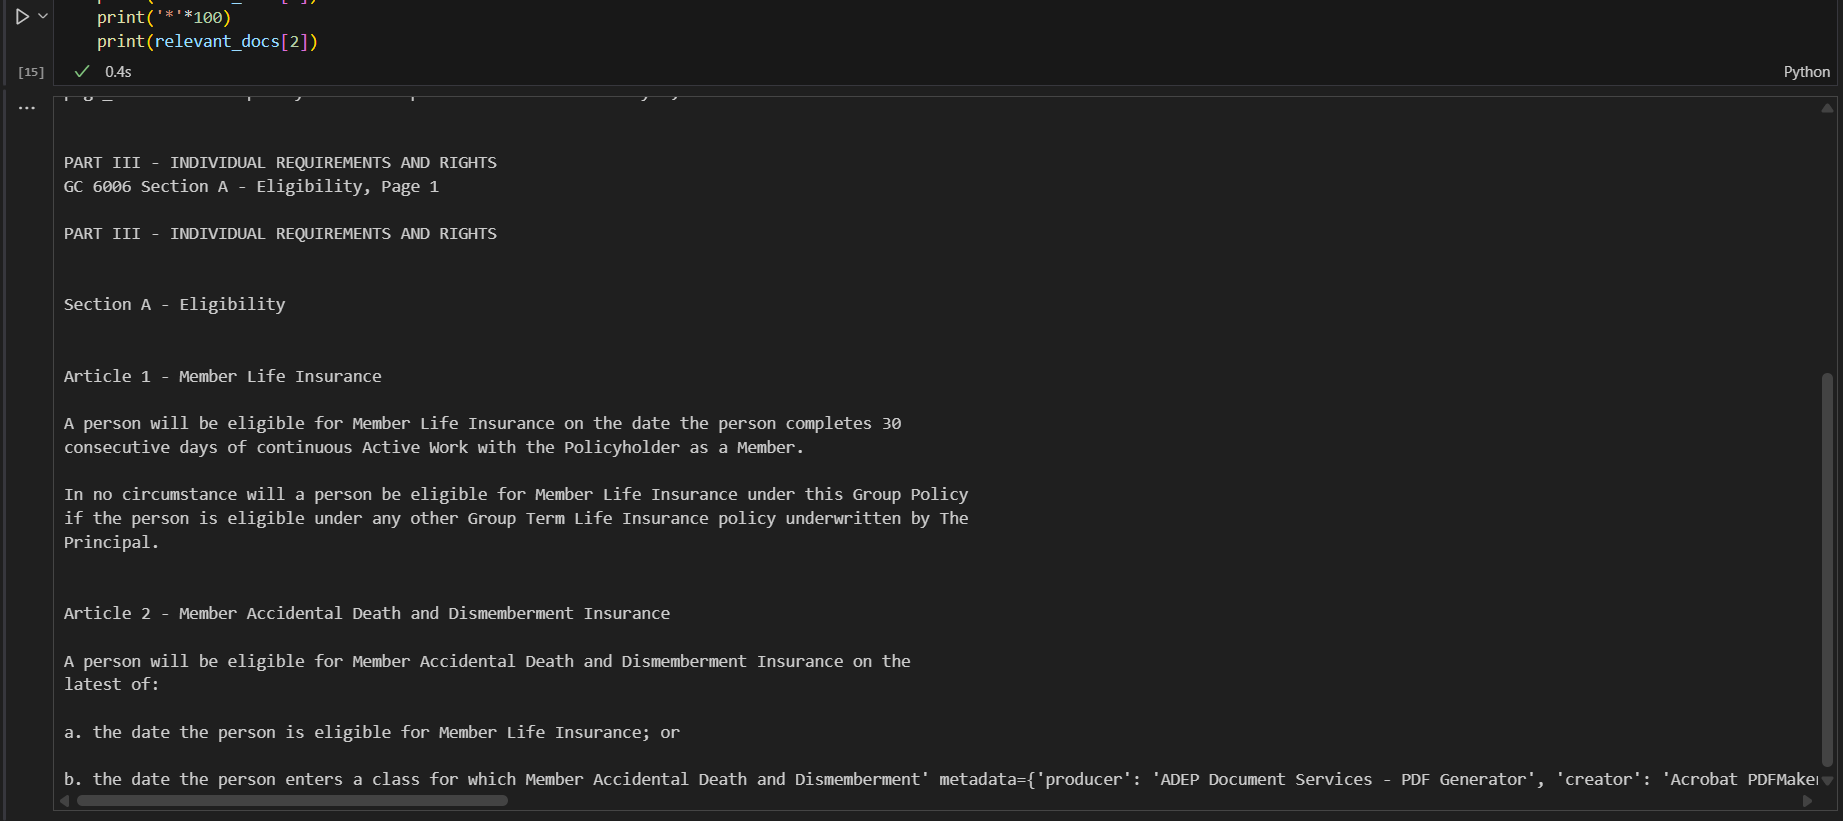 print('*'*100)
print(relevant_docs[2])
[15]
0.4s
Python
...
PART III - INDIVIDUAL REQUIREMENTS AND RIGHTS
GC 6006 Section A - Eligibility, Page 1
PART III - INDIVIDUAL REQUIREMENTS AND RIGHTS
Section A - Eligibility
Article 1 - Member Life Insurance
A person will be eligible for Member Life Insurance on the date the person completes 30
consecutive days of continuous Active Work with the Policyholder as a Member.
In no circumstance will a person be eligible for Member Life Insurance under this Group Policy
if the person is eligible under any other Group Term Life Insurance policy underwritten by The
Principal.
Article 2 - Member Accidental Death and Dismemberment Insurance
A person will be eligible for Member Accidental Death and Dismemberment Insurance on the
latest of:
a. the date the person is eligible for Member Life Insurance; or
b. the date the person enters a class for which Member Accidental Death and Dismemberment' metadata={'producer': 'ADEP Document Services - PDF Generator', 'creator': 'Acrobat PDFMaker